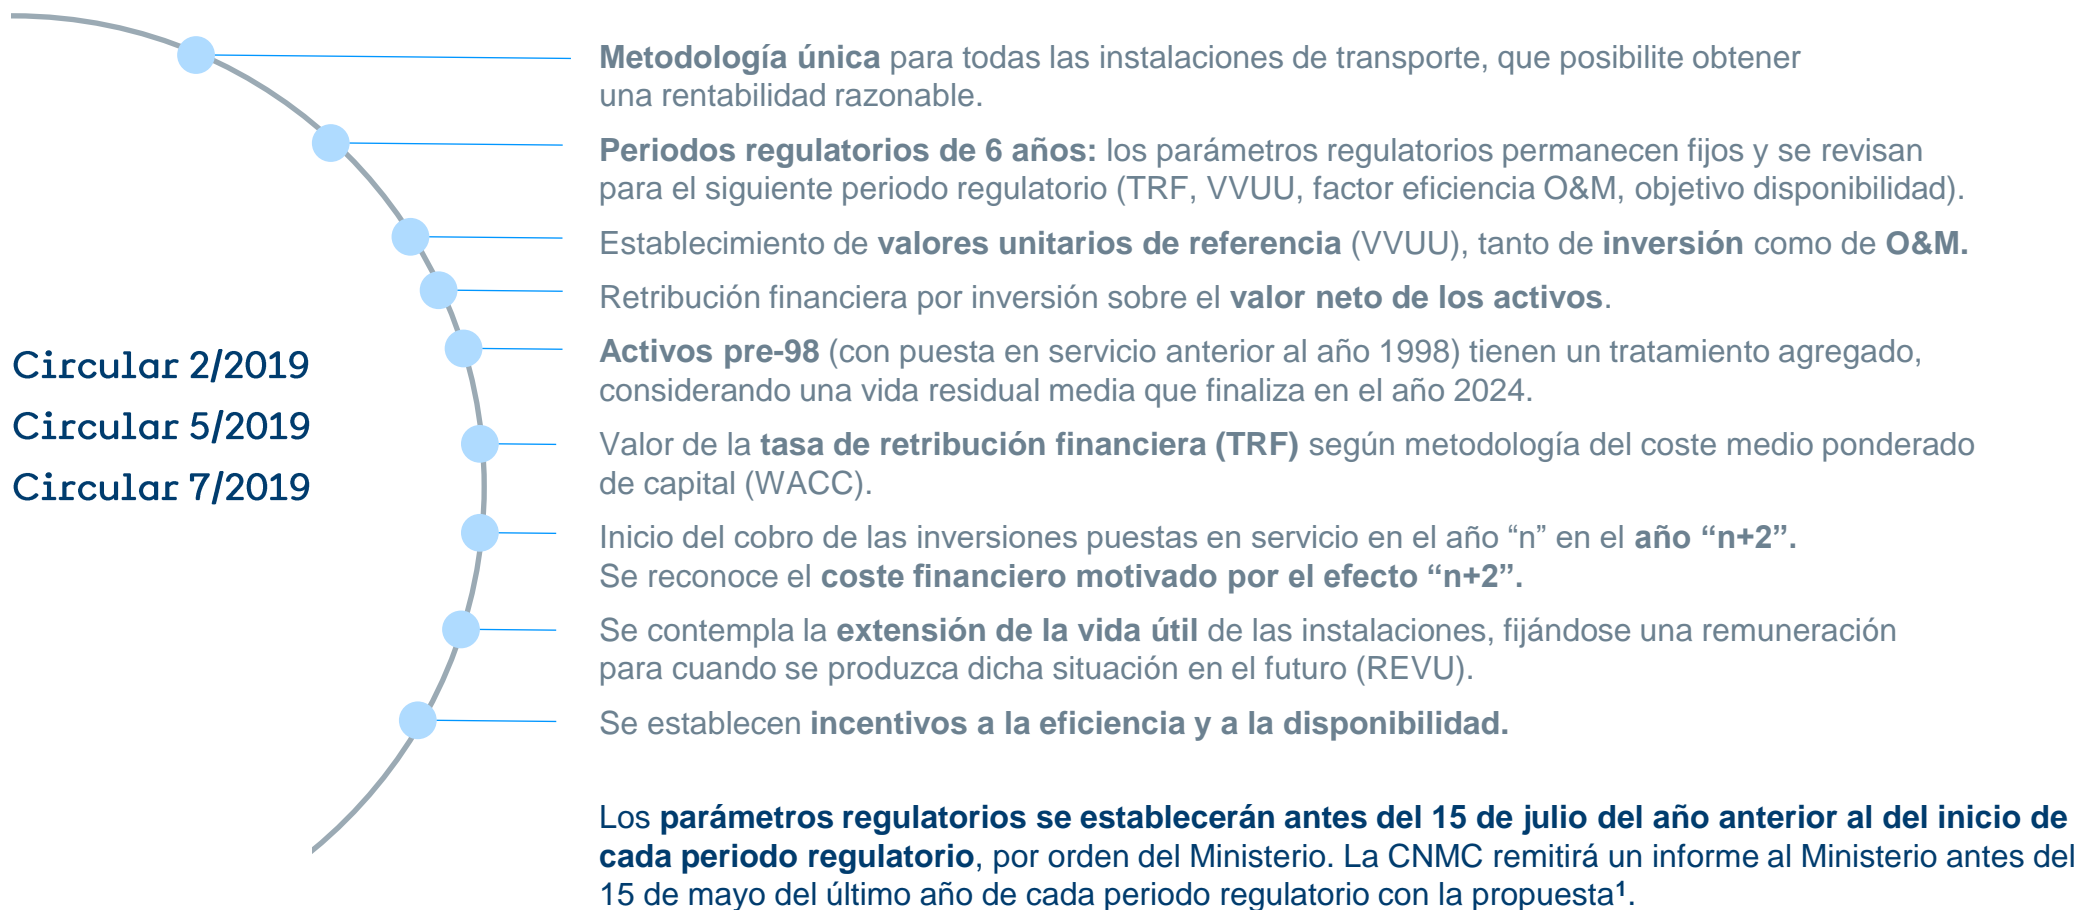 Metodología única para todas las instalaciones de transporte, que posibilite obtener
una rentabilidad razonable.
Periodos regulatorios de 6 años: los parámetros regulatorios permanecen fijos y se revisan
para el siguiente periodo regulatorio (TRF, VVUU, factor eficiencia O&M, objetivo disponibilidad).
Establecimiento de valores unitarios de referencia (VVUU), tanto de inversión como de O&M.
Retribución financiera por inversión sobre el valor neto de los activos.
Activos pre-98 (con puesta en servicio anterior al año 1998) tienen un tratamiento agregado,
considerando una vida residual media que finaliza en el año 2024.
Circular 2/2019
Circular 5/2019
Circular 7/2019
Valor de la tasa de retribución financiera (TRF) según metodología del coste medio ponderado
de capital (WACC).
Inicio del cobro de las inversiones puestas en servicio en el año “n” en el año “n+2”.
Se reconoce el coste financiero motivado por el efecto “n+2”.
Se contempla la extensión de la vida útil de las instalaciones, fijándose una remuneración
para cuando se produzca dicha situación en el futuro (REVU).
Se establecen incentivos a la eficiencia y a la disponibilidad.
Los parámetros regulatorios se establecerán antes del 15 de julio del año anterior al del inicio de
cada periodo regulatorio, por orden del Ministerio. La CNMC remitirá un informe al Ministerio antes del
15 de mayo del último año de cada periodo regulatorio con la propuesta¹.